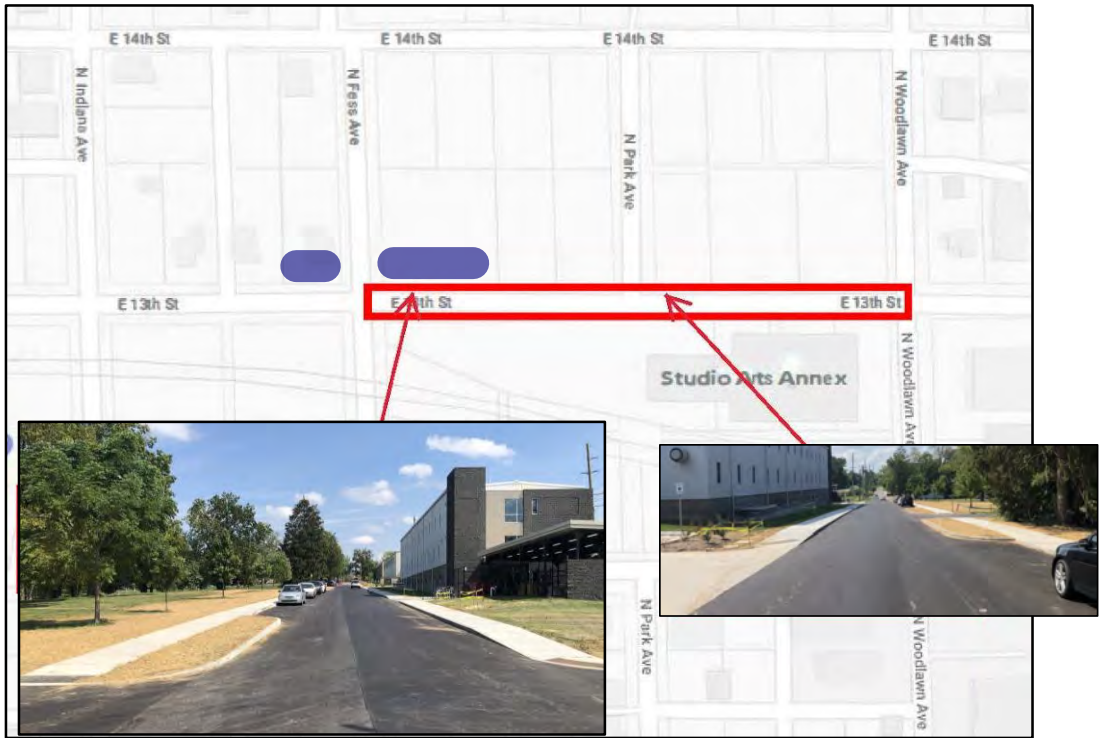 E 14th St
E 14th St
E 14th St
E 14th St
N Indiana Ave
N Fess Ave
N Park Ave
N Woodlawn Ave
E 13th St
E 13th St
E 13th St
Studio Arts Annex
N Woodlawn Ave
N Park Ave
N Woodlawn Ave